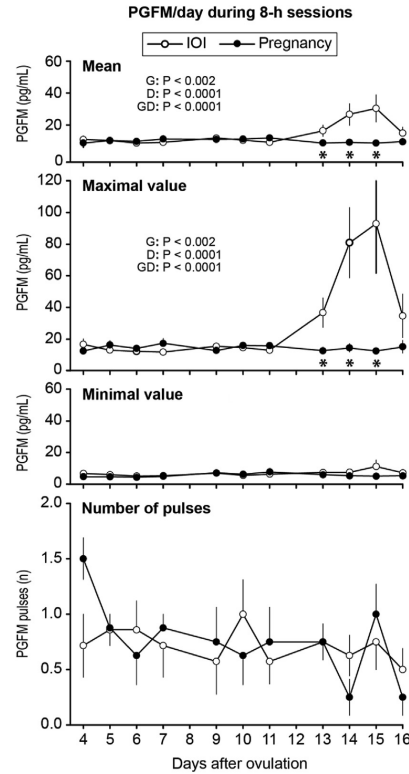 PGFM/day during 8-h sessions
IOI Pregnancy
Mean
G: P < 0.002
D: P < 0.0001
GD: P < 0.0001
PGFM (pg/mL)
60
40
20
0
* * *
Maximal value
G: P < 0.002
D: P < 0.0001
GD: P < 0.0001
PGFM (pg/mL)
120
100
80
60
40
20
0
* * *
Minimal value
PGFM (pg/mL)
60
40
20
0
Number of pulses
PGFM pulses (n)
2.0
1.5
1.0
0.5
0.0
4 5 6 7 8 9 10 11 12 13 14 15 16
Days after ovulation